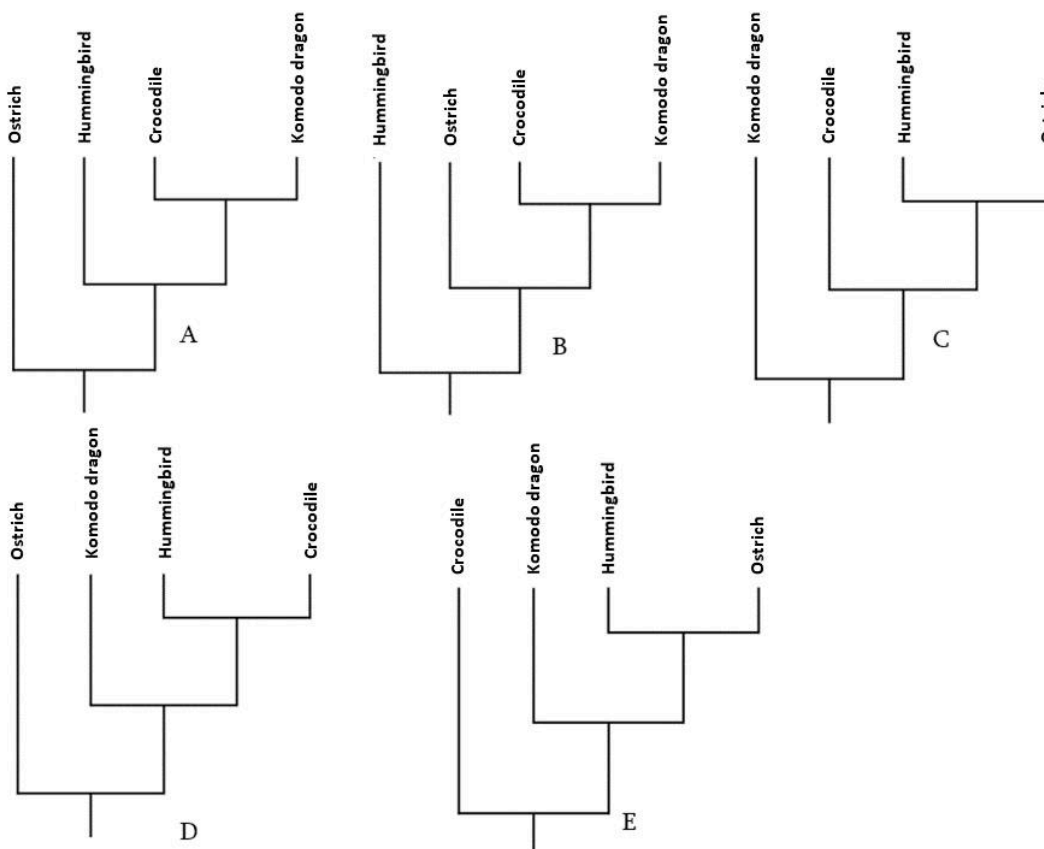 Ostrich
Hummingbird
Crocodile
Komodo dragon
A
Hummingbird
Ostrich
Crocodile
Komodo dragon
B
Komodo dragon
Crocodile
Hummingbird
C
Ostrich
Komodo dragon
Hummingbird
Crocodile
D
Crocodile
Komodo dragon
Hummingbird
Ostrich
E